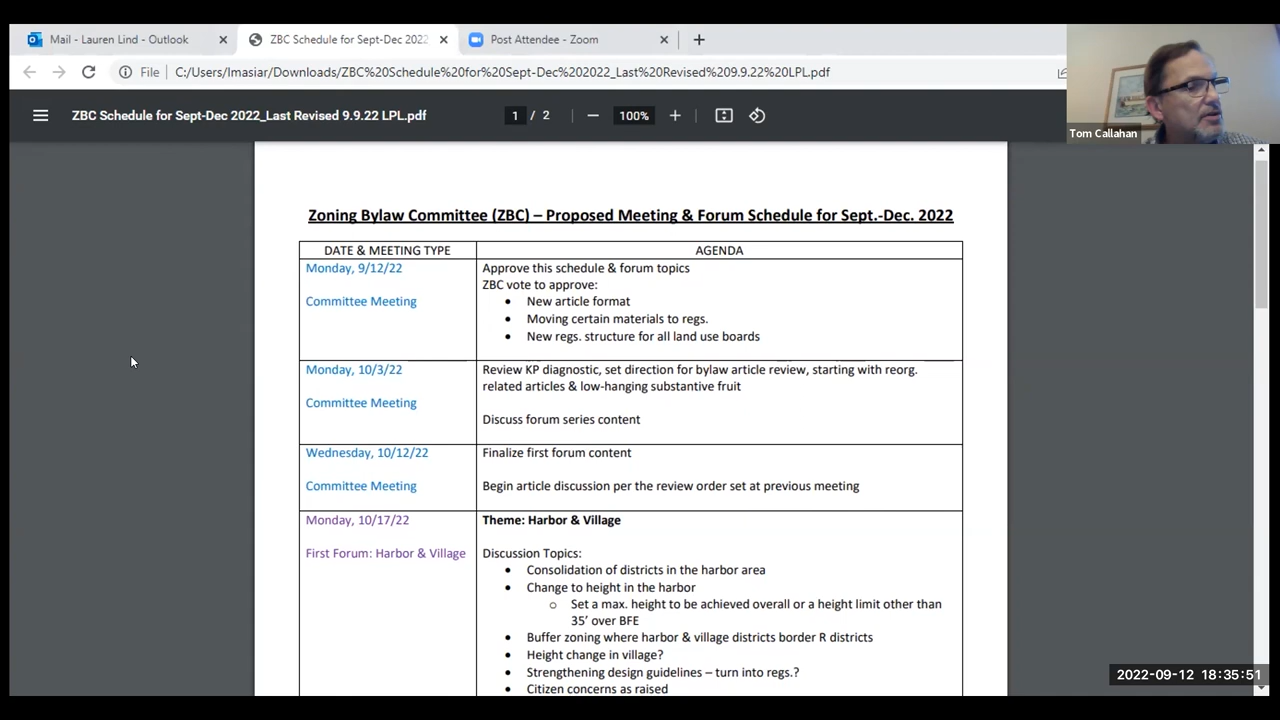 Mail - Lauren Lind - Outlook
ZBC Schedule for Sept-Dec 2022
Post Attendee - Zoom
File
C:/Users/lmasiar/Downloads/ZBC%20Schedule%20for%20Sept-Dec%202022_Last%20Revised%209.9.22%20LPL.pdf
ZBC Schedule for Sept-Dec 2022_Last Revised 9.9.22 LPL.pdf
1 / 2
100%
Tom Callahan
Zoning Bylaw Committee (ZBC) – Proposed Meeting & Forum Schedule for Sept.-Dec. 2022
DATE & MEETING TYPE
AGENDA
Monday, 9/12/22
Committee Meeting
Approve this schedule & forum topics
ZBC vote to approve:
• New article format
• Moving certain materials to regs.
• New regs. structure for all land use boards
Monday, 10/3/22
Committee Meeting
Review KP diagnostic, set direction for bylaw article review, starting with reorg.
related articles & low-hanging substantive fruit
Discuss forum series content
Wednesday, 10/12/22
Committee Meeting
Finalize first forum content
Begin article discussion per the review order set at previous meeting
Monday, 10/17/22
First Forum: Harbor & Village
Theme: Harbor & Village
Discussion Topics:
• Consolidation of districts in the harbor area
• Change to height in the harbor
o Set a max. height to be achieved overall or a height limit other than
35’ over BFE
• Buffer zoning where harbor & village districts border R districts
• Height change in village?
• Strengthening design guidelines – turn into regs.?
• Citizen concerns as raised
2022-09-12 18:35:51